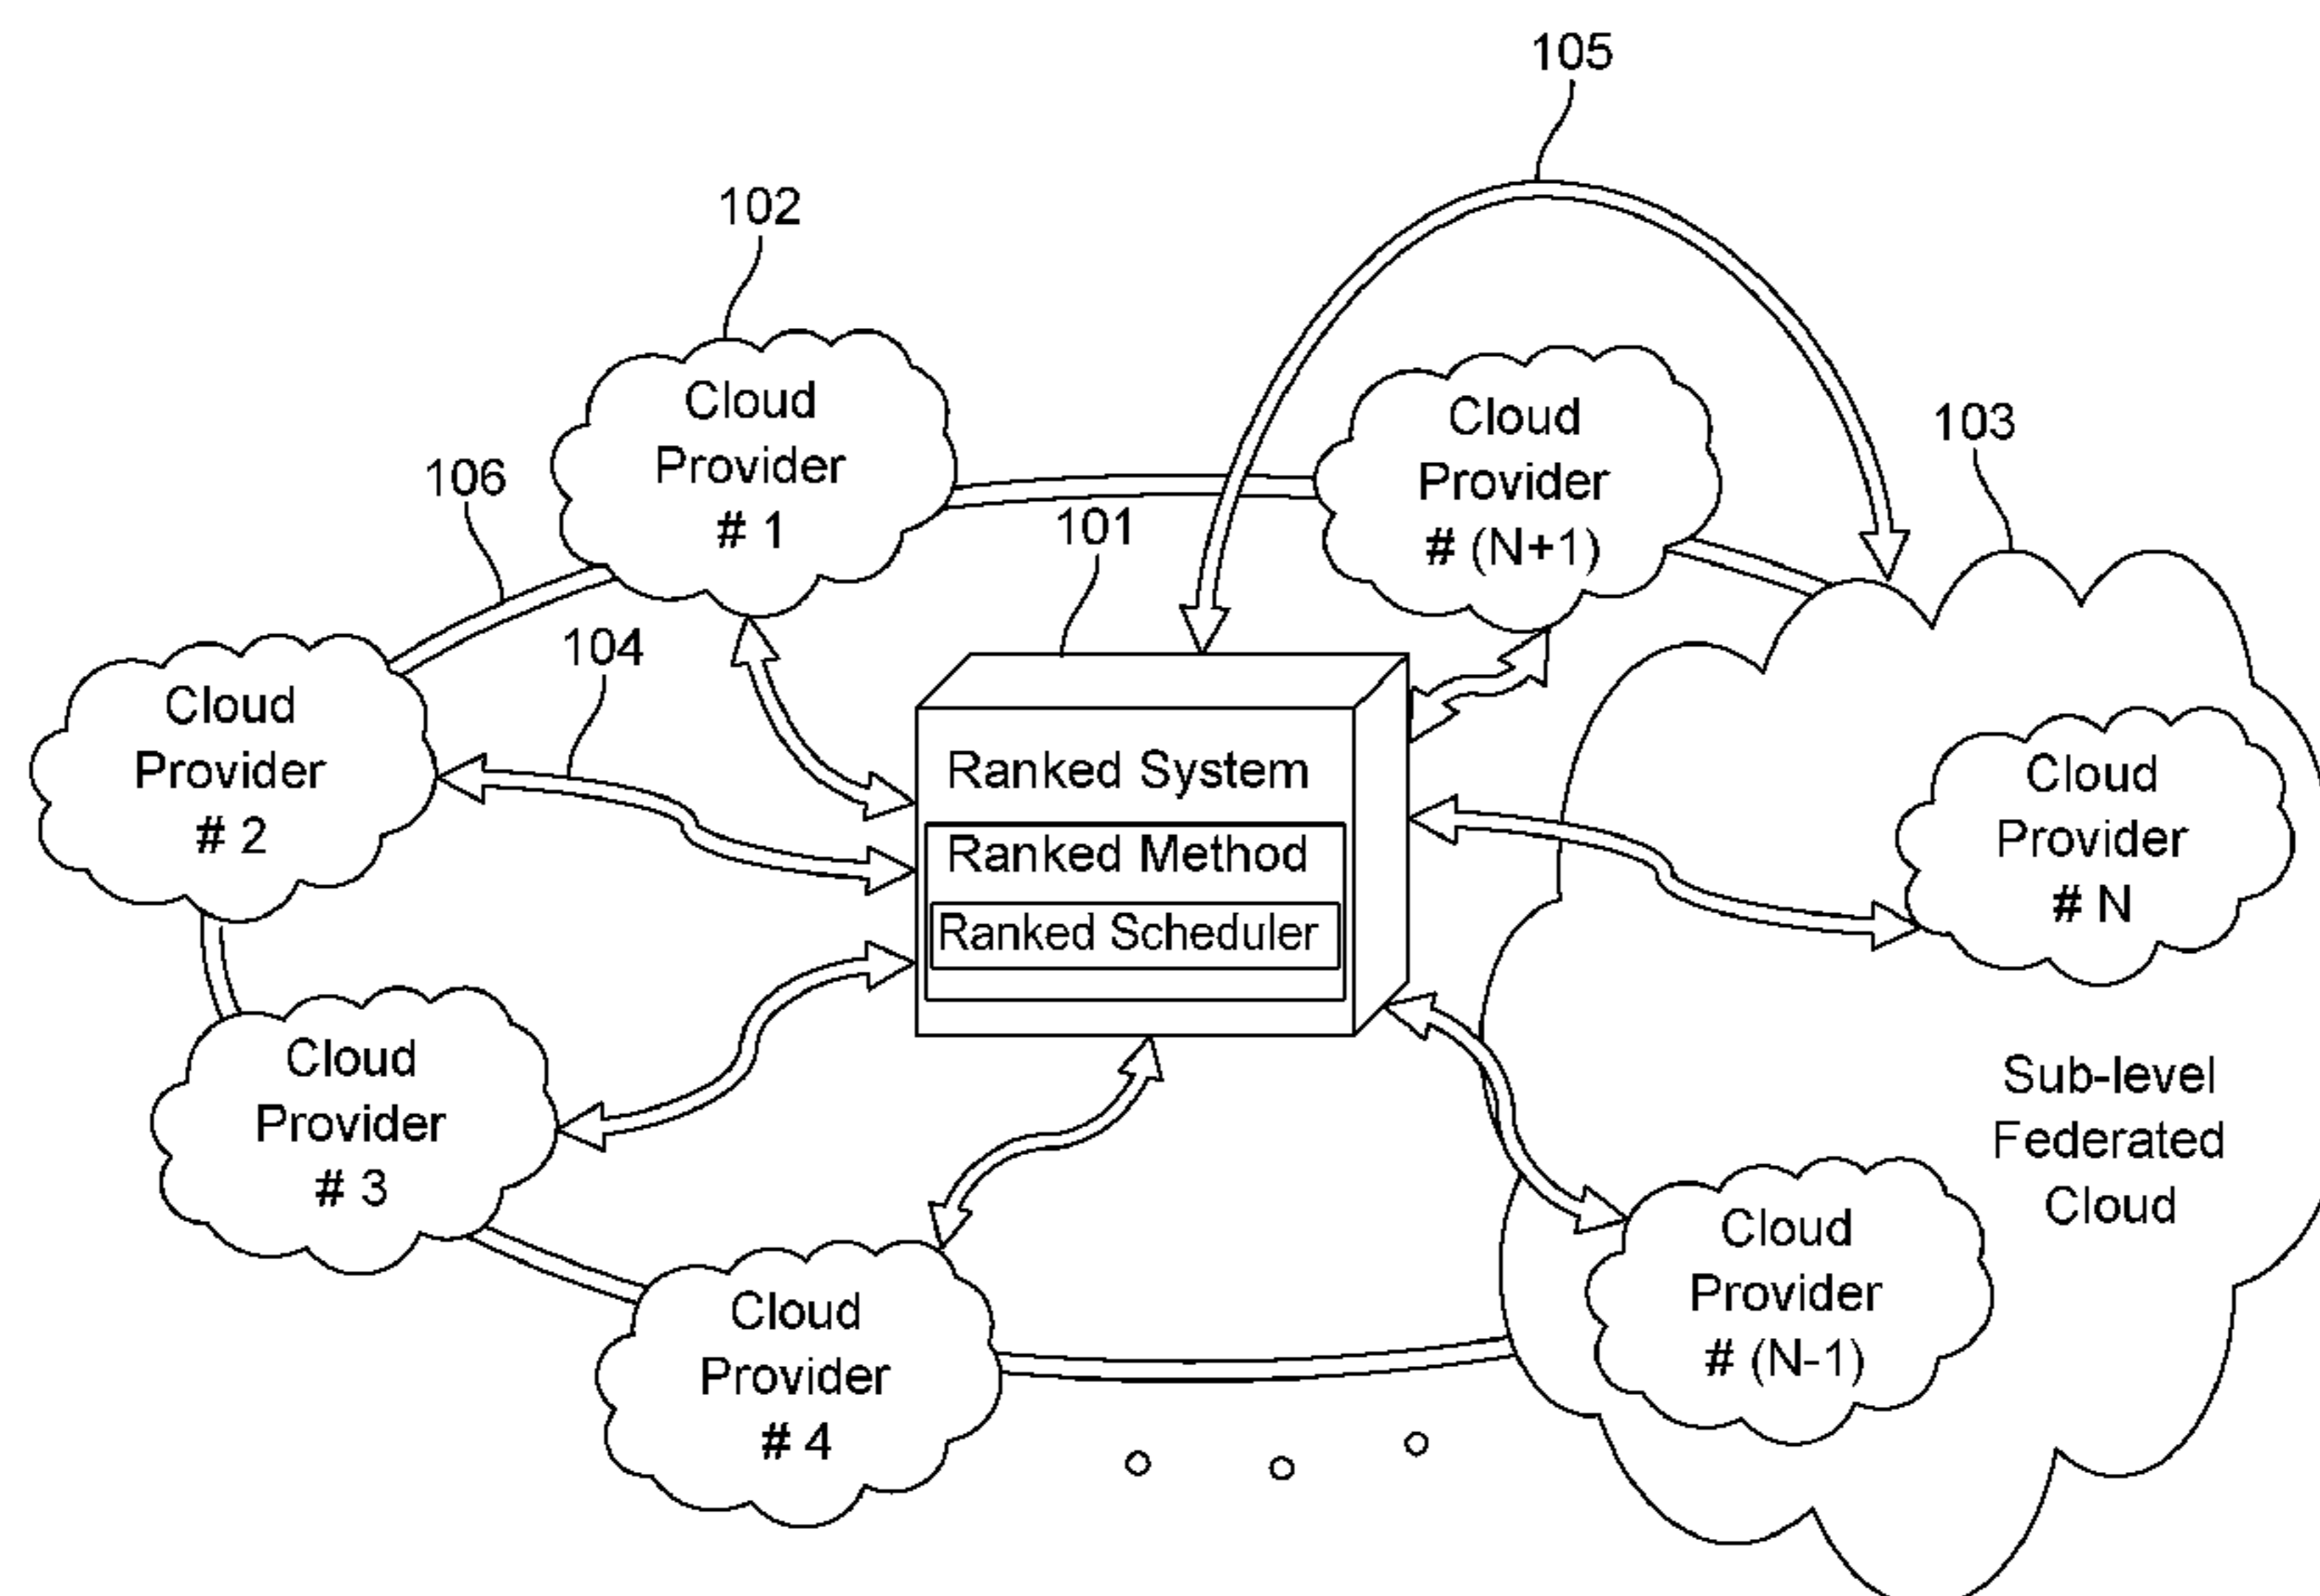 105
102
Cloud
Provider
# 1
Cloud
Provider
# (N+1)
103
106
101
104
Cloud
Provider
# 2
Ranked System
Ranked Method
Ranked Scheduler
Cloud
Provider
# N
Cloud
Provider
# 3
Sub-level
Federated
Cloud
Cloud
Provider
# 4
Cloud
Provider
# (N-1)